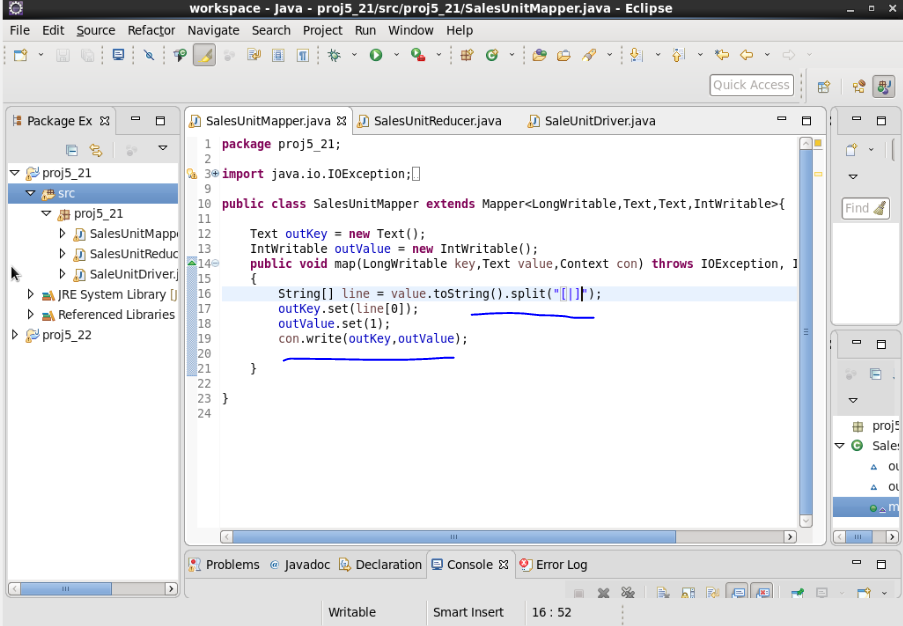 workspace - Java - proj5_21/src/proj5_21/SalesUnitMapper.java - Eclipse
File Edit Source Refactor Navigate Search Project Run Window Help
Quick Access
Package Ex
SalesUnitMapper.java
SalesUnitReducer.java
SaleUnitDriver.java
proj5_21
src
proj5_21
SalesUnitMapp
SalesUnitReduc
SaleUnitDriver.j
JRE System Library [J
Referenced Libraries
proj5_22
1 package proj5_21;
2
3 import java.io.IOException;
9
10 public class SalesUnitMapper extends Mapper<LongWritable,Text,Text,IntWritable>{
11
12 Text outKey = new Text();
13 IntWritable outValue = new IntWritable();
14 public void map(LongWritable key,Text value,Context con) throws IOException, I
15 {
16 String[] line = value.toString().split("[|]");
17 outKey.set(line[0]);
18 outValue.set(1);
19 con.write(outKey,outValue);
20
21 }
22
23 }
24
Find
proj5
Sales
ou
ou
m
Problems @ Javadoc Declaration Console Error Log
Writable Smart Insert 16 : 52